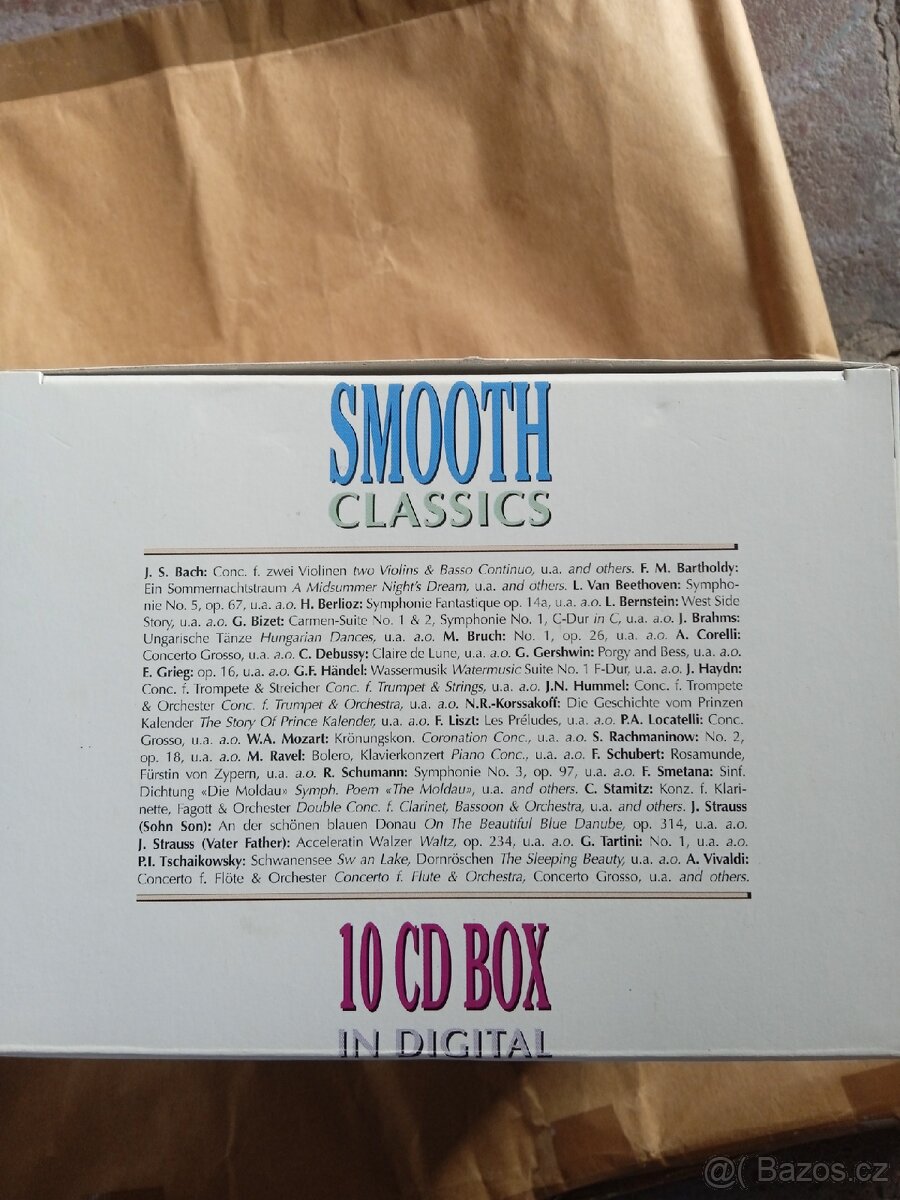 SMOOTH
CLASSICS
J. S. Bach: Conc. f. zwei Violinen two Violins & Basso Continuo, u.a. and others. F. M. Bartholdy:
Ein Sommernachtstraum A Midsummer Night's Dream, u.a. and others. L. Van Beethoven: Sympho-
nie No. 5, op. 67, u.a. a.o. H. Berlioz: Symphonie Fantastique op. 14a, u.a. a.o. L. Bernstein: West Side
Story, u.a. a.o. G. Bizet: Carmen-Suite No. 1 & 2, Symphonie No. 1, C-Dur in C, u.a. a.o. J. Brahms:
Ungarische Tänze Hungarian Dances, u.a. a.o. M. Bruch: No. 1, op. 26, u.a. a.o. A. Corelli:
Concerto Grosso, u.a. a.o. C. Debussy: Claire de Lune, u.a. a.o. G. Gershwin: Porgy and Bess, u.a. a.o.
E. Grieg: op. 16, u.a. a.o. G.F. Händel: Wassermusik Watermusic Suite No. 1 F-Dur, u.a. a.o. J. Haydn:
Conc. f. Trompete & Streicher Conc. f. Trumpet & Strings, u.a. a.o. J.N. Hummel: Conc. f. Trompete
& Orchester Conc. f. Trumpet & Orchestra, u.a. a.o. N.R.-Korssakoff: Die Geschichte vom Prinzen
Kalender The Story Of Prince Kalender, u.a. a.o. F. Liszt: Les Préludes, u.a. a.o. P.A. Locatelli: Conc.
Grosso, u.a. a.o. W.A. Mozart: Krönungskon. Coronation Conc., u.a. a.o. S. Rachmaninow: No. 2,
op. 18, u.a. a.o. M. Ravel: Bolero, Klavierkonzert Piano Conc., u.a. a.o. F. Schubert: Rosamunde,
Fürstin von Zypern, u.a. a.o. R. Schumann: Symphonie No. 3, op. 97, u.a. a.o. F. Smetana: Sinf.
Dichtung «Die Moldau» Symph. Poem «The Moldau», u.a. and others. C. Stamitz: Konz. f. Klari-
nette, Fagott & Orchester Double Conc. f. Clarinet, Bassoon & Orchestra, u.a. and others. J. Strauss
(Sohn Son): An der schönen blauen Donau On The Beautiful Blue Danube, op. 314, u.a. a.o.
J. Strauss (Vater Father): Acceleratin Walzer Waltz, op. 234, u.a. a.o. G. Tartini: No. 1, u.a. a.o.
P.I. Tschaikowsky: Schwanensee Sw an Lake, Dornröschen The Sleeping Beauty, u.a. a.o. A. Vivaldi:
Concerto f. Flöte & Orchester Concerto f. Flute & Orchestra, Concerto Grosso, u.a. and others.
10 CD BOX
IN DIGITAL
@( Bazos.cz